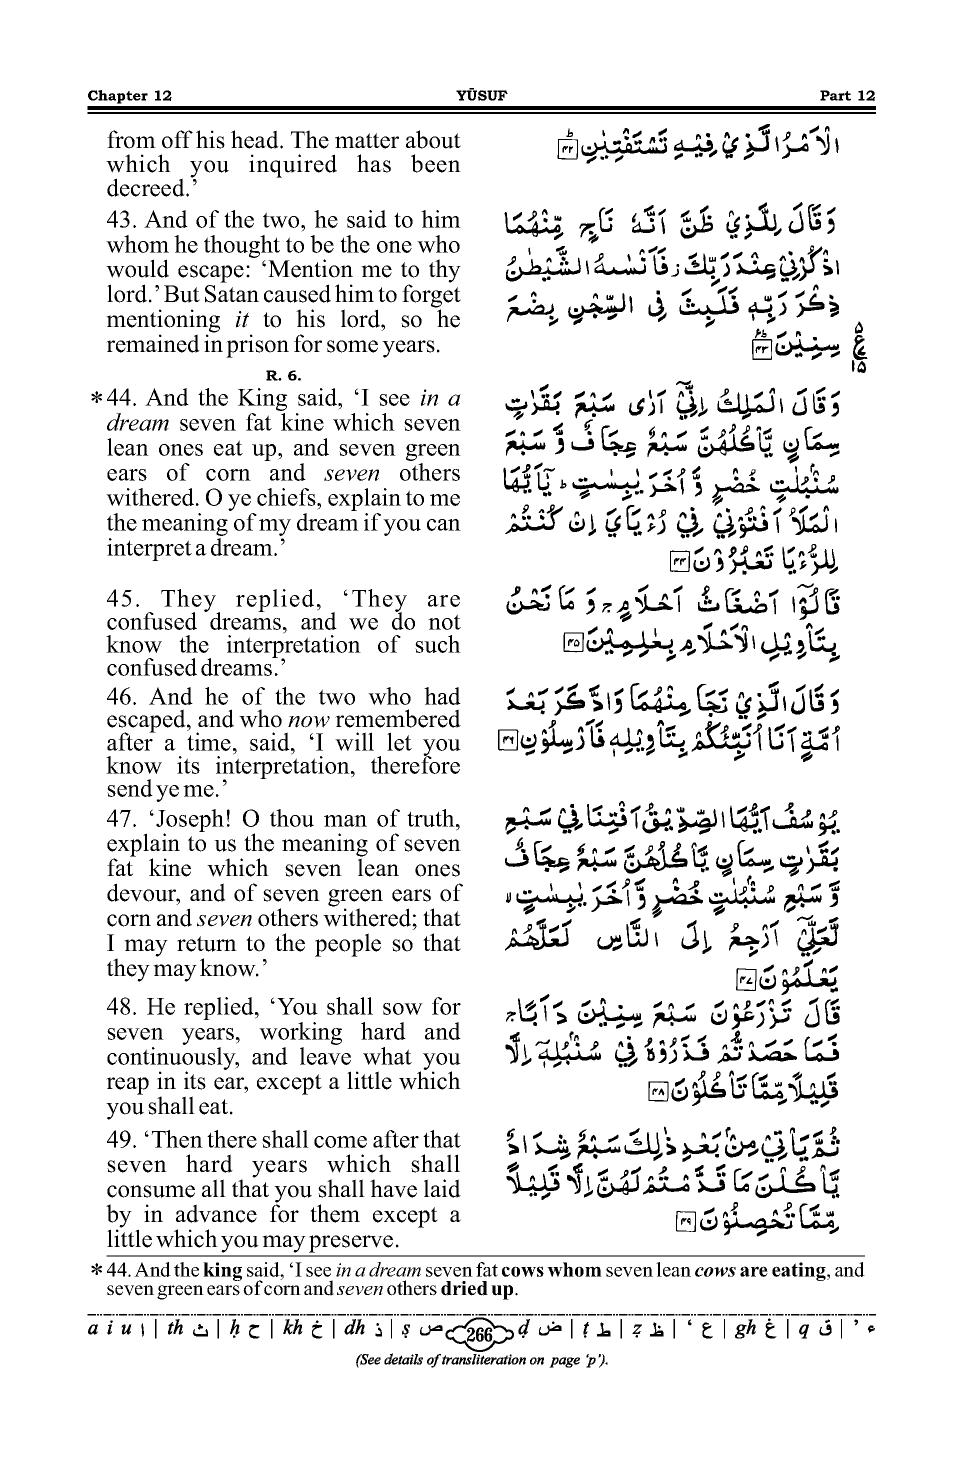 Chapter 12 YŪSUF Part 12
from off his head. The matter about
which you inquired has been
decreed.’
43. And of the two, he said to him
whom he thought to be the one who
would escape: ‘Mention me to thy
lord.’ But Satan caused him to forget
mentioning it to his lord, so he
remained in prison for some years.
R. 6.
*44. And the King said, ‘I see in a
dream seven fat kine which seven
lean ones eat up, and seven green
ears of corn and seven others
withered. O ye chiefs, explain to me
the meaning of my dream if you can
interpret a dream.’
45. They replied, ‘They are
confused dreams, and we do not
know the interpretation of such
confused dreams.’
46. And he of the two who had
escaped, and who now remembered
after a time, said, ‘I will let you
know its interpretation, therefore
send ye me.’
47. ‘Joseph! O thou man of truth,
explain to us the meaning of seven
fat kine which seven lean ones
devour, and of seven green ears of
corn and seven others withered; that
I may return to the people so that
they may know.’
48. He replied, ‘You shall sow for
seven years, working hard and
continuously, and leave what you
reap in its ear, except a little which
you shall eat.
49. ‘Then there shall come after that
seven hard years which shall
consume all that you shall have laid
by in advance for them except a
little which you may preserve.
الْاَمْرُ الَّذِيْ فِيْهِ تَسْتَفْتِيٰنِ ۴۲
وَقَالَ لِلَّذِيْ ظَنَّ اَنَّهٗ نَاجٍ مِّنْهُمَا
اذْكُرْنِيْ عِنْدَ رَبِّكَ ز فَاَنْسٰىهُ الشَّيْطٰنُ
ذِكْرَ رَبِّهٖ فَلَبِثَ فِى السِّجْنِ بِضْعَ
سِنِيْنَ ۴۳
وَقَالَ الْمَلِكُ اِنِّيْٓ اَرٰى سَبْعَ بَقَرٰتٍ
سِمَانٍ يَّاْكُلُهُنَّ سَبْعٌ عِجَافٌ وَّ سَبْعَ
سُنْۢبُلٰتٍ خُضْرٍ وَّ اُخَرَ يٰبِسٰتٍ ؕ يٰٓاَيُّهَا
الْمَلَاُ اَفْتُوْنِيْ فِيْ رُءْيَايَ اِنْ كُنْتُمْ
لِلرُّءْيَا تَعْبُرُوْنَ ۴۴
قَالُوْٓا اَضْغَاثُ اَحْلَامٍ ۚ وَ مَا نَحْنُ
بِتَاْوِيْلِ الْاَحْلَامِ بِعٰلِمِيْنَ ۴۵
وَ قَالَ الَّذِيْ نَجَا مِنْهُمَا وَادَّكَرَ بَعْدَ
اُمَّةٍ اَنَا اُنَبِّئُكُمْ بِتَاْوِيْلِهٖ فَاَرْسِلُوْنِ ۴۶
يُوْسُفُ اَيُّهَا الصِّدِّيْقُ اَفْتِنَا فِيْ سَبْعِ
بَقَرٰتٍ سِمَانٍ يَّاْكُلُهُنَّ سَبْعٌ عِجَافٌ
وَّ سَبْعِ سُنْۢبُلٰتٍ خُضْرٍ وَّ اُخَرَ يٰبِسٰتٍ ۙ
لَّعَلِّيْٓ اَرْجِعُ اِلَى النَّاسِ لَعَلَّهُمْ
يَعْلَمُوْنَ ۴۷
قَالَ تَزْرَعُوْنَ سَبْعَ سِنِيْنَ دَاَبًا ۚ
فَمَا حَصَدْتُّمْ فَذَرُوْهُ فِيْ سُنْۢبُلِهٖٓ اِلَّا
قَلِيْلًا مِّمَّا تَاْكُلُوْنَ ۴۸
ثُمَّ يَاْتِيْ مِنْۢ بَعْدِ ذٰلِكَ سَبْعٌ شِدَادٌ
يَّاْكُلْنَ مَا قَدَّمْتُمْ لَهُنَّ اِلَّا قَلِيْلًا
مِّمَّا تُحْصِنُوْنَ ۴۹
* 44. And the king said, ‘I see in a dream seven fat cows whom seven lean cows are eating, and
seven green ears of corn and seven others dried up.
a i u ا | th ث | ḥ ح | kh خ | dh ذ | ṣ ص 266 ḍ ض | ṭ ط | ẓ ظ | ‘ ع | gh غ | q ق | ’ ء
(See details of transliteration on page ‘p’).